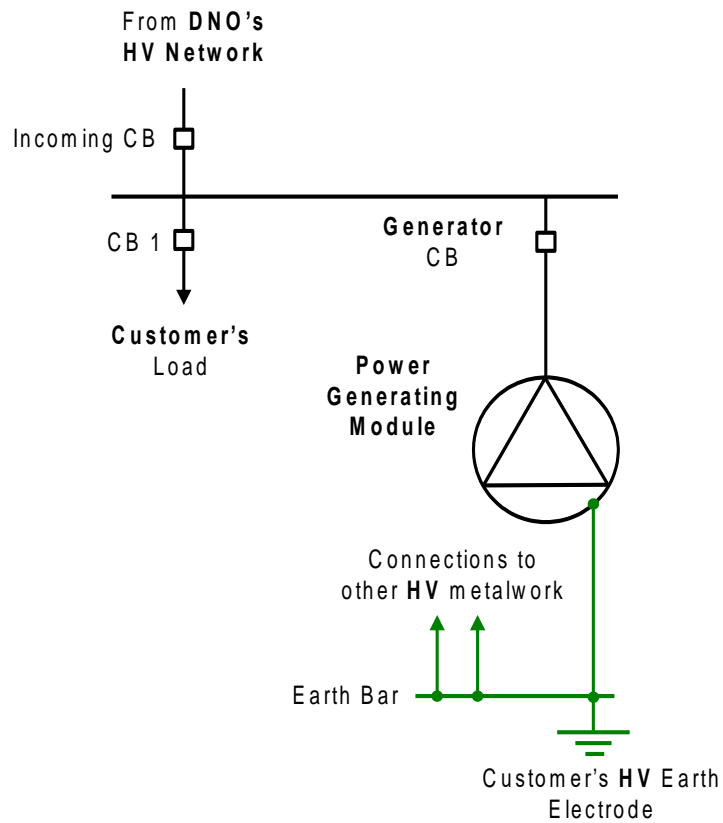 From DNO's
HV Network
Incoming CB
CB 1
Generator
CB
Customer's
Load
Power
Generating
Module
Connections to
other HV metalwork
Earth Bar
Customer's HV Earth
Electrode